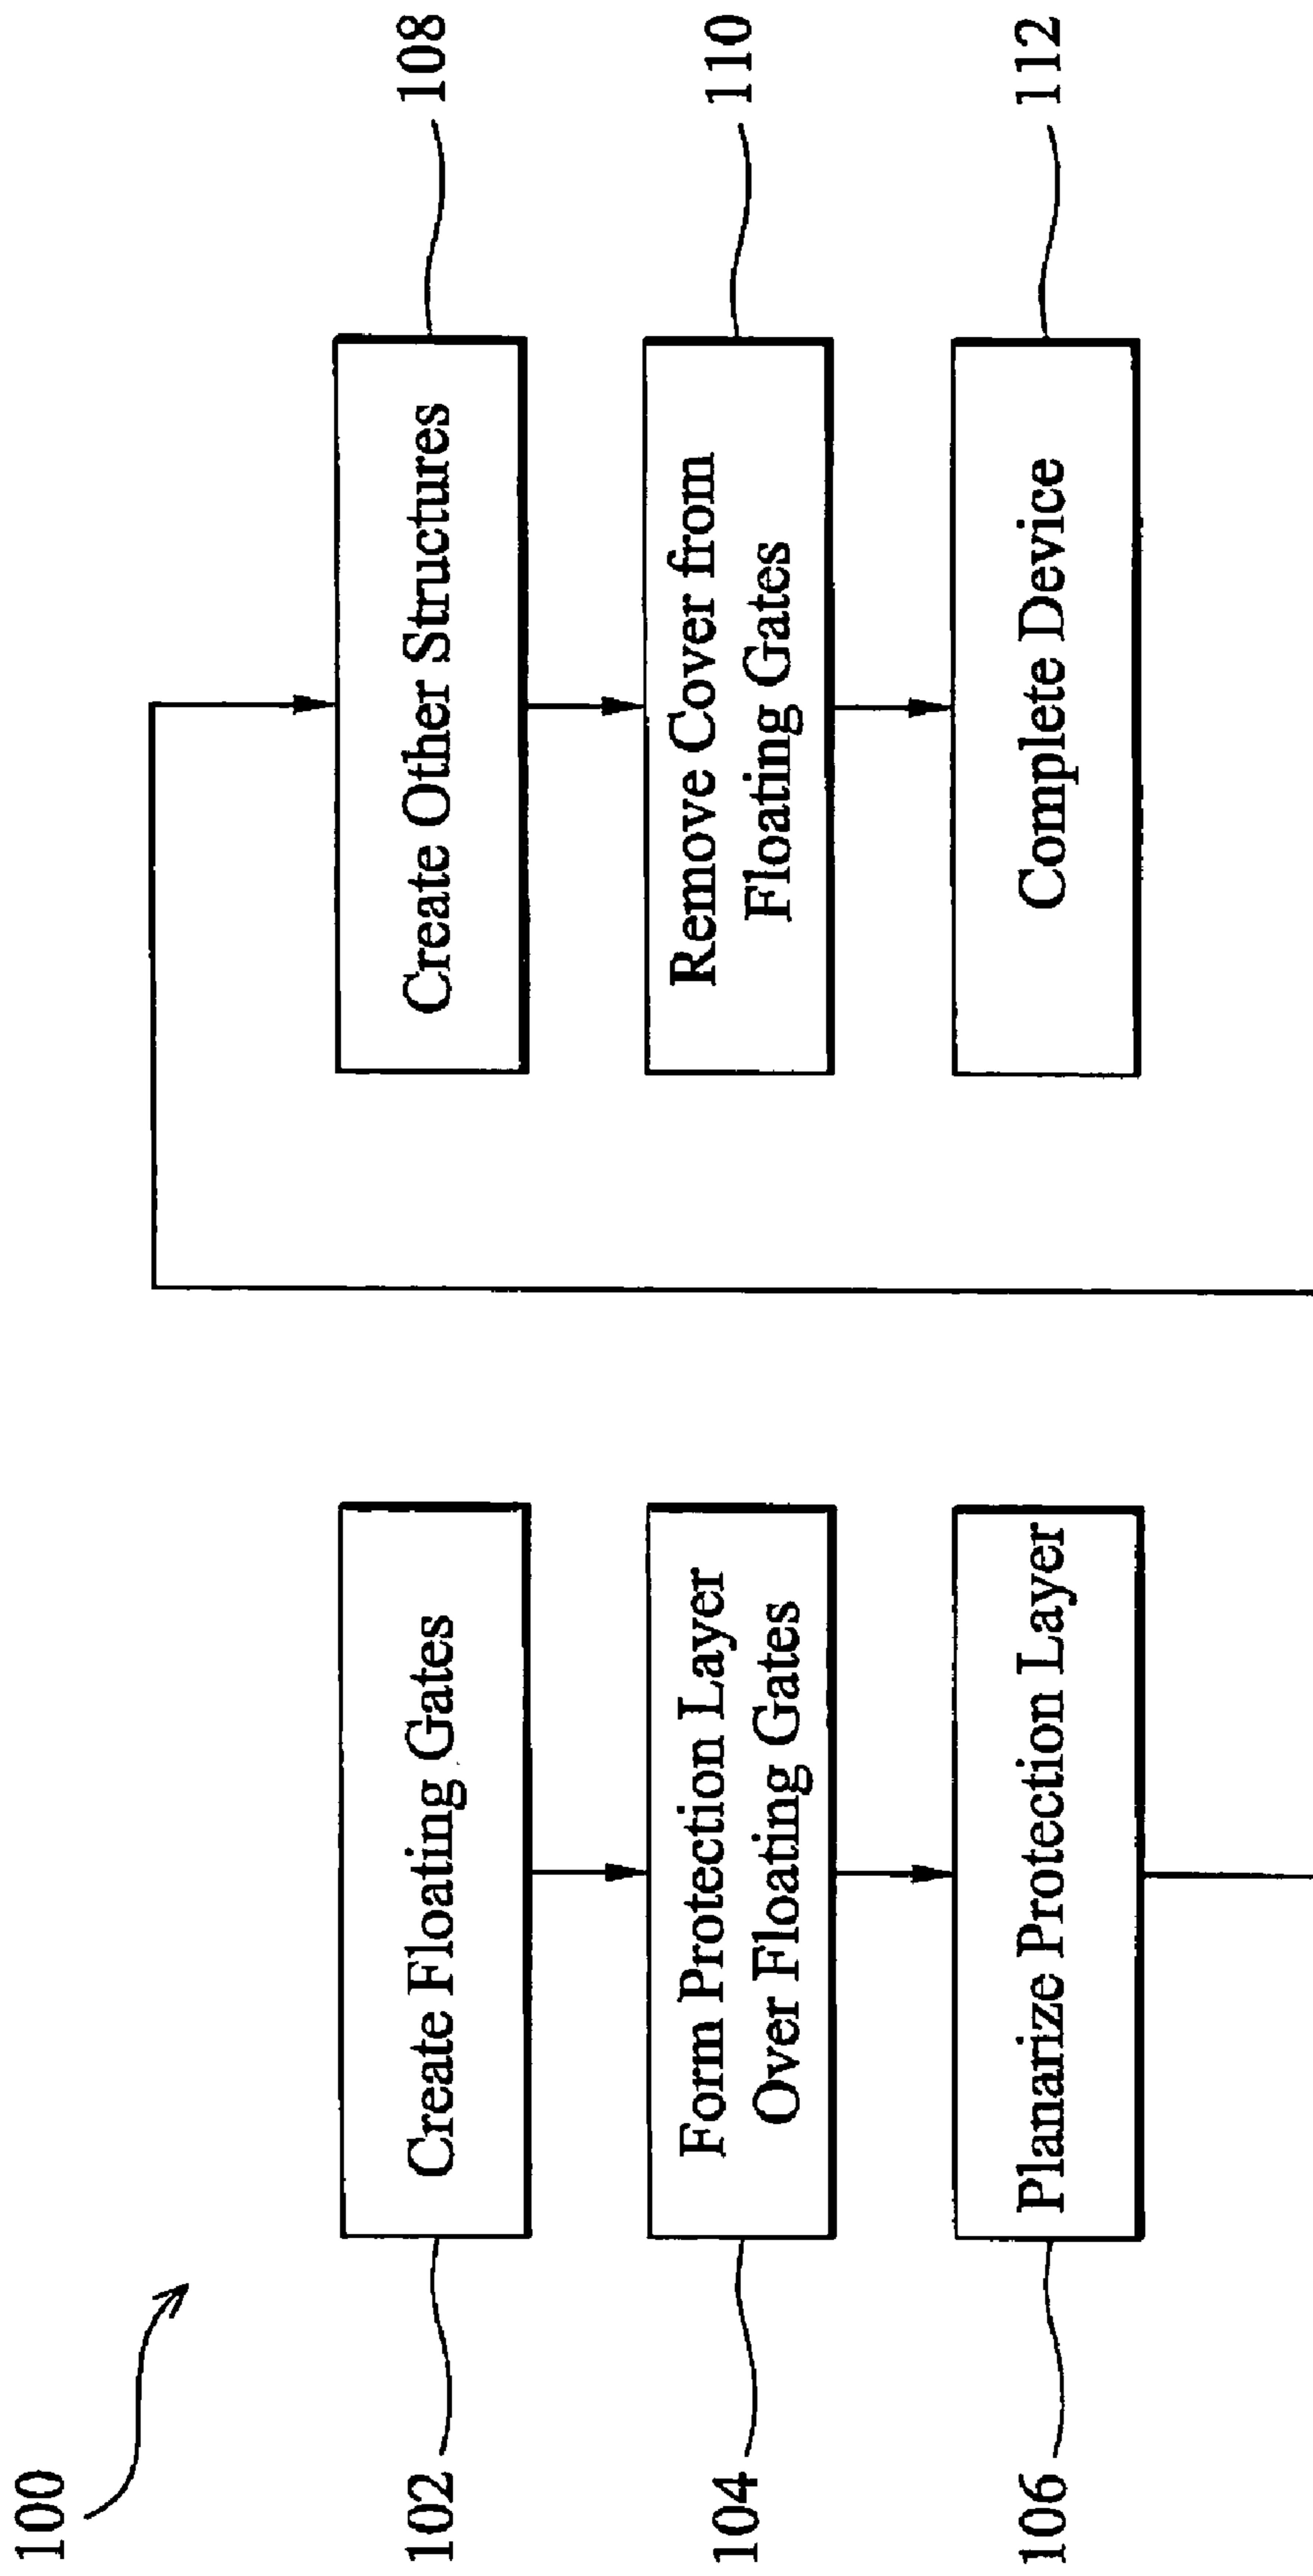 100
102
Create Floating Gates
104
Form Protection Layer
Over Floating Gates
106
Planarize Protection Layer
Create Other Structures
108
Remove Cover from
Floating Gates
110
Complete Device
112